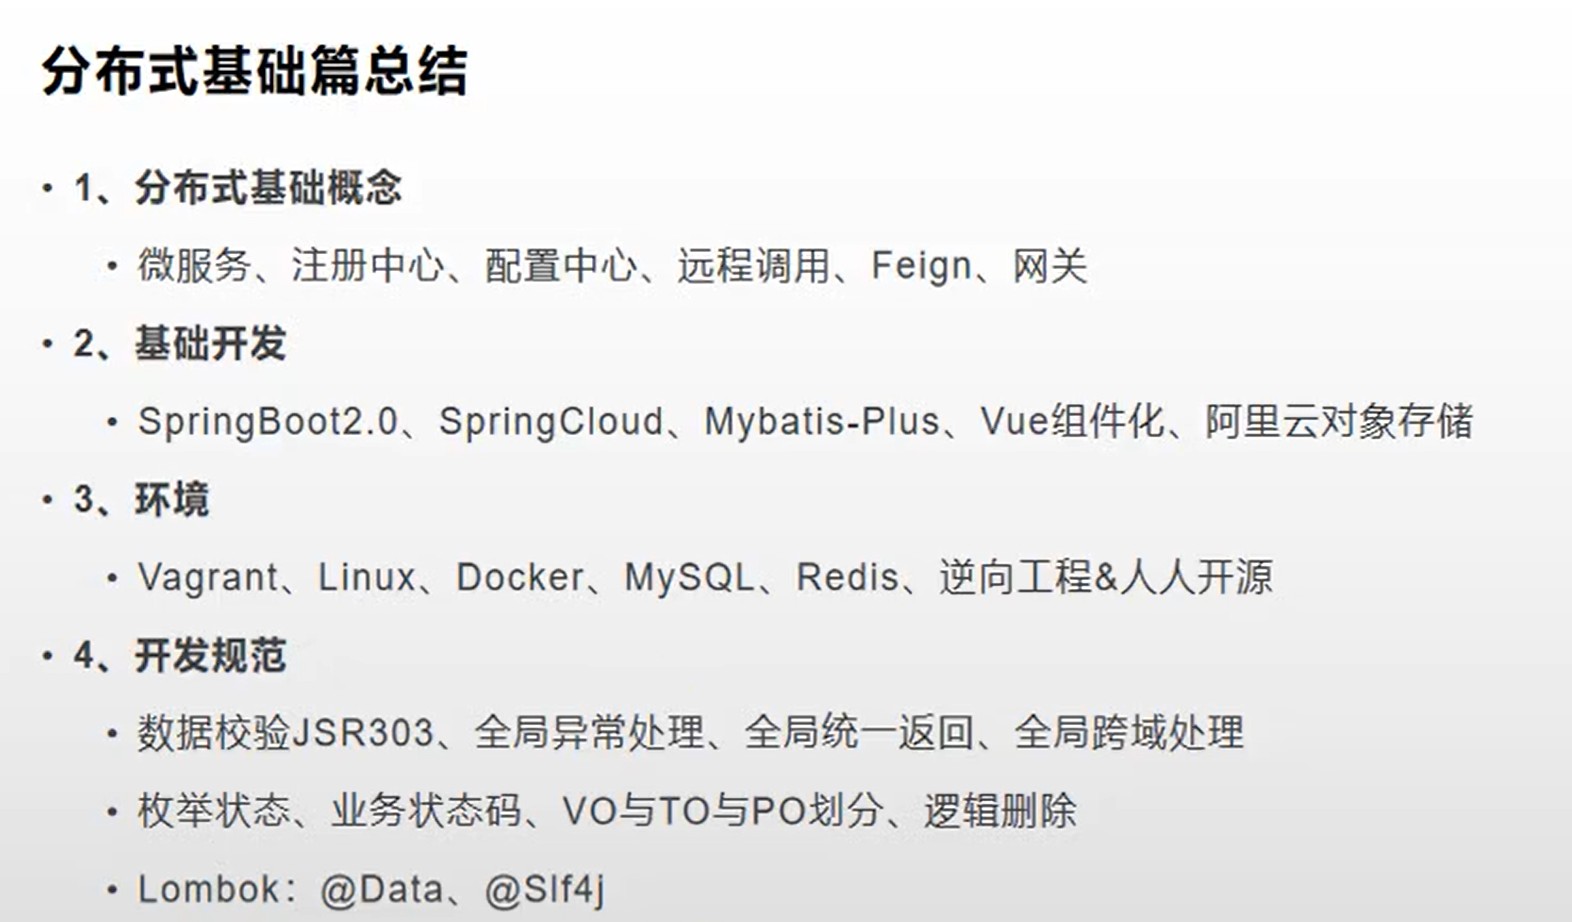 分布式基础篇总结
• 1、分布式基础概念
• 微服务、注册中心、配置中心、远程调用、Feign、网关
• 2、基础开发
• SpringBoot2.0、SpringCloud、Mybatis-Plus、Vue组件化、阿里云对象存储
• 3、环境
• Vagrant、Linux、Docker、MySQL、Redis、逆向工程&人人开源
• 4、开发规范
• 数据校验JSR303、全局异常处理、全局统一返回、全局跨域处理
• 枚举状态、业务状态码、VO与TO与PO划分、逻辑删除
• Lombok：@Data、@Slf4j